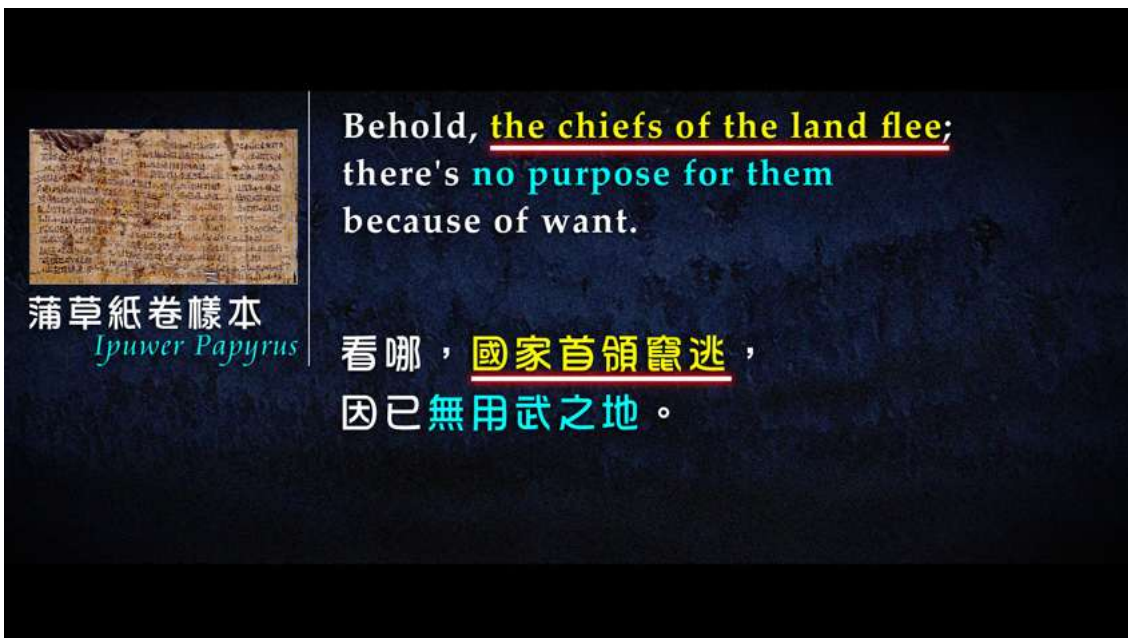 Behold, the chiefs of the land flee;
there's no purpose for them
because of want.
蒲草紙卷樣本
Ipuwer Papyrus
看哪，國家首領竄逃，
因已無用武之地。